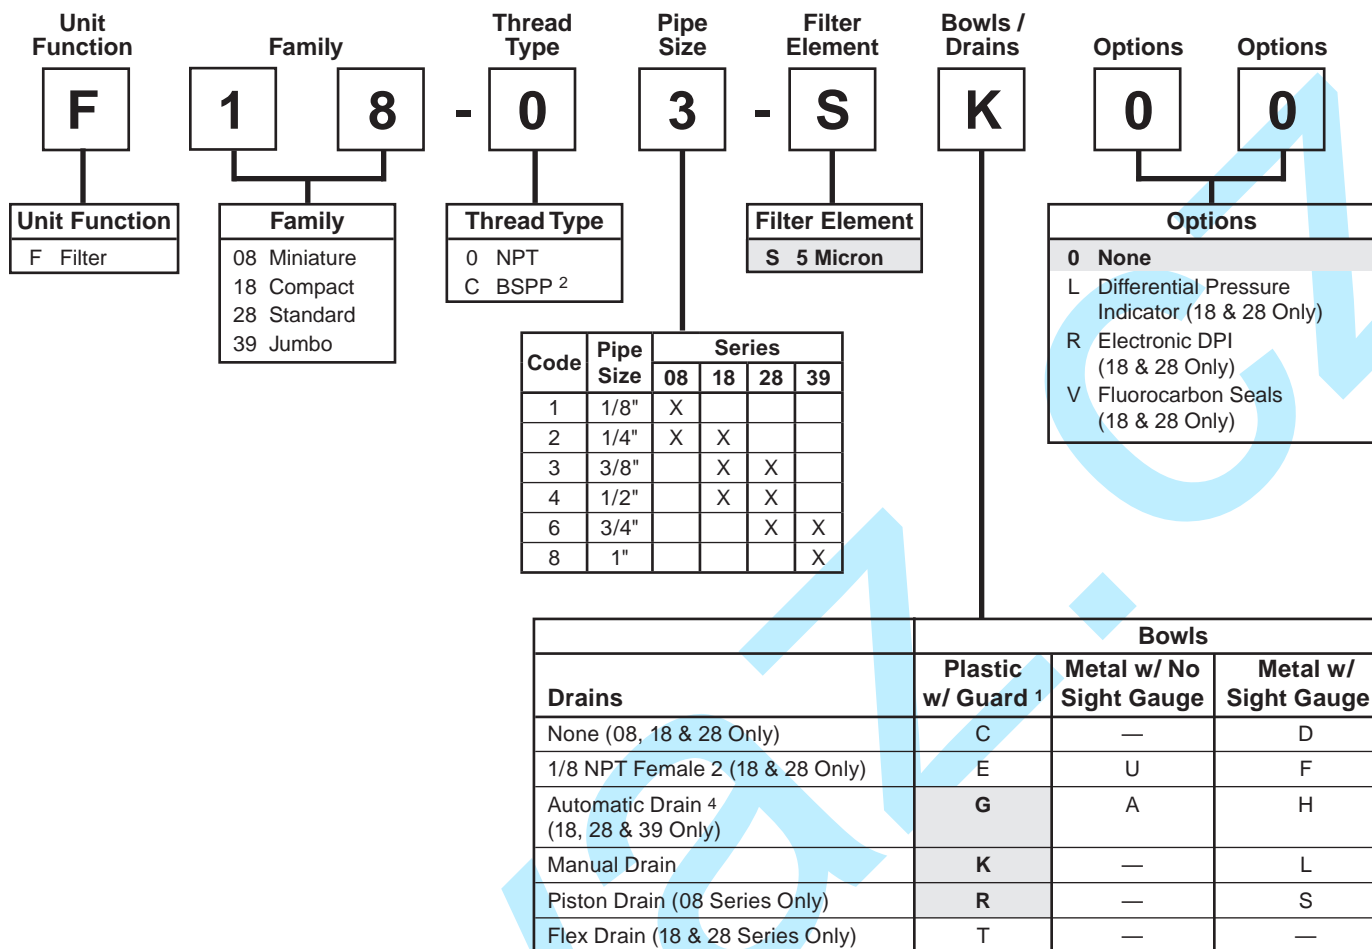 Unit Function
Family
Thread Type
Pipe Size
Filter Element
Bowls / Drains
Options
Options
F 1 8 - 0 3 - S K 0 0
Unit Function
F Filter
Family
08 Miniature
18 Compact
28 Standard
39 Jumbo
Thread Type
0 NPT
C BSPP 2
Filter Element
S 5 Micron
Options
0 None
L Differential Pressure
Indicator (18 & 28 Only)
R Electronic DPI
(18 & 28 Only)
V Fluorocarbon Seals
(18 & 28 Only)
Code Pipe Size Series
08 18 28 39
1 1/8" X
2 1/4" X X
3 3/8" X X
4 1/2" X X
6 3/4" X X
8 1" X
Bowls
Drains
Plastic w/ Guard 1
Metal w/ No Sight Gauge
Metal w/ Sight Gauge
None (08, 18 & 28 Only) C — D
1/8 NPT Female 2 (18 & 28 Only) E U F
Automatic Drain 4 G A H
(18, 28 & 39 Only)
Manual Drain K — L
Piston Drain (08 Series Only) R — S
Flex Drain (18 & 28 Series Only) T — —